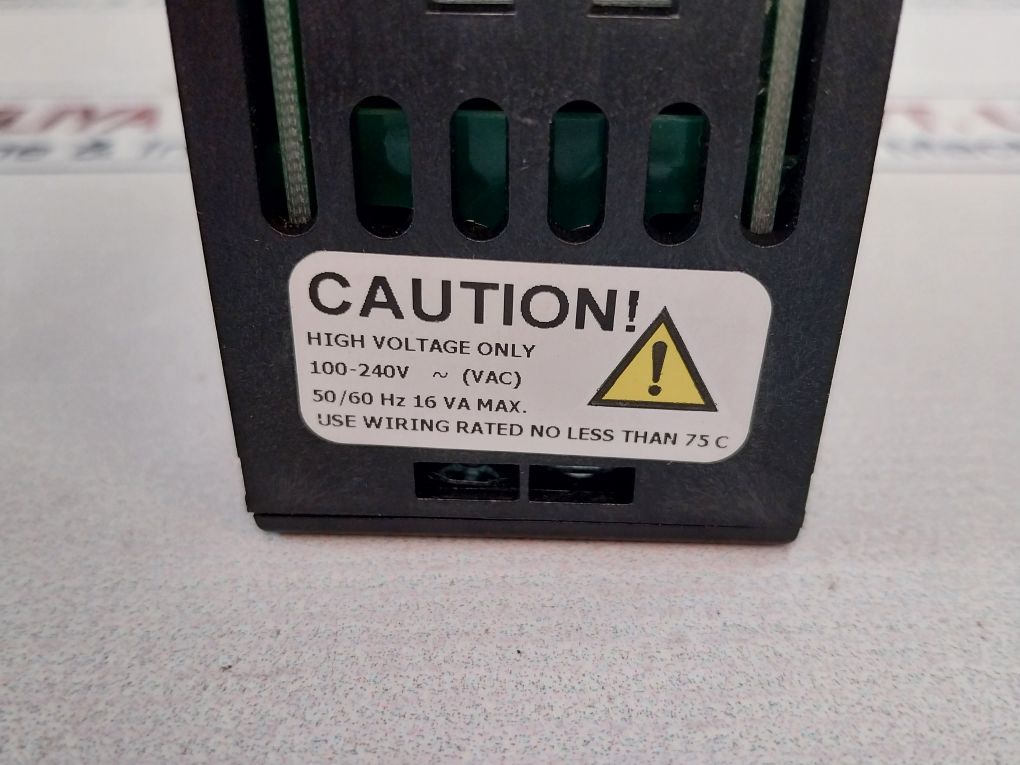 CAUTION!
HIGH VOLTAGE ONLY
100-240V ~ (VAC)
50/60 Hz 16 VA MAX.
USE WIRING RATED NO LESS THAN 75 C